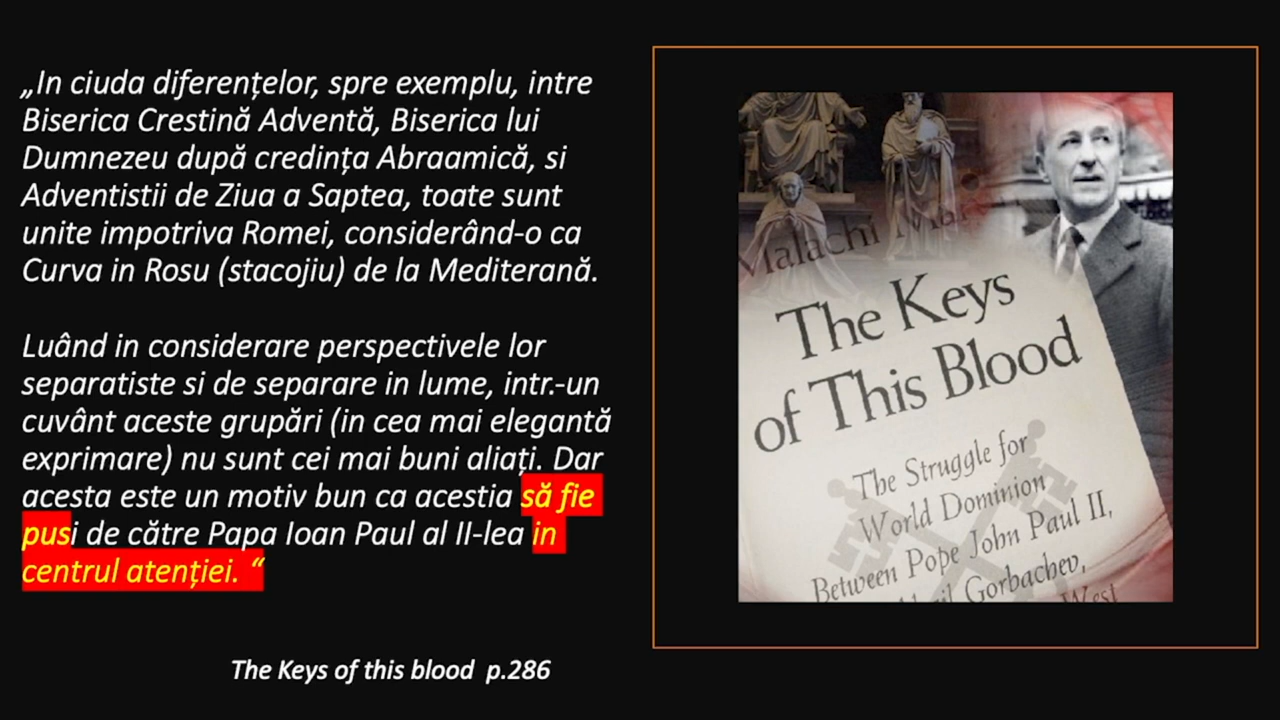 „In ciuda diferențelor, spre exemplu, intre
Biserica Crestină Adventă, Biserica lui
Dumnezeu după credința Abraamică, si
Adventistii de Ziua a Saptea, toate sunt
unite impotriva Romei, considerând-o ca
Curva in Rosu (stacojiu) de la Mediterană.
Luând in considerare perspectivele lor
separatiste si de separare in lume, intr.-un
cuvânt aceste grupări (in cea mai elegantă
exprimare) nu sunt cei mai buni aliați. Dar
acesta este un motiv bun ca acestia să fie
pusi de către Papa Ioan Paul al II-lea in
centrul atenției. “
The Keys of this blood p.286
Malachi
The Keys
of This Blood
The Struggle for
World Dominion
Between Pope John Paul II,
Gorbachev,
West